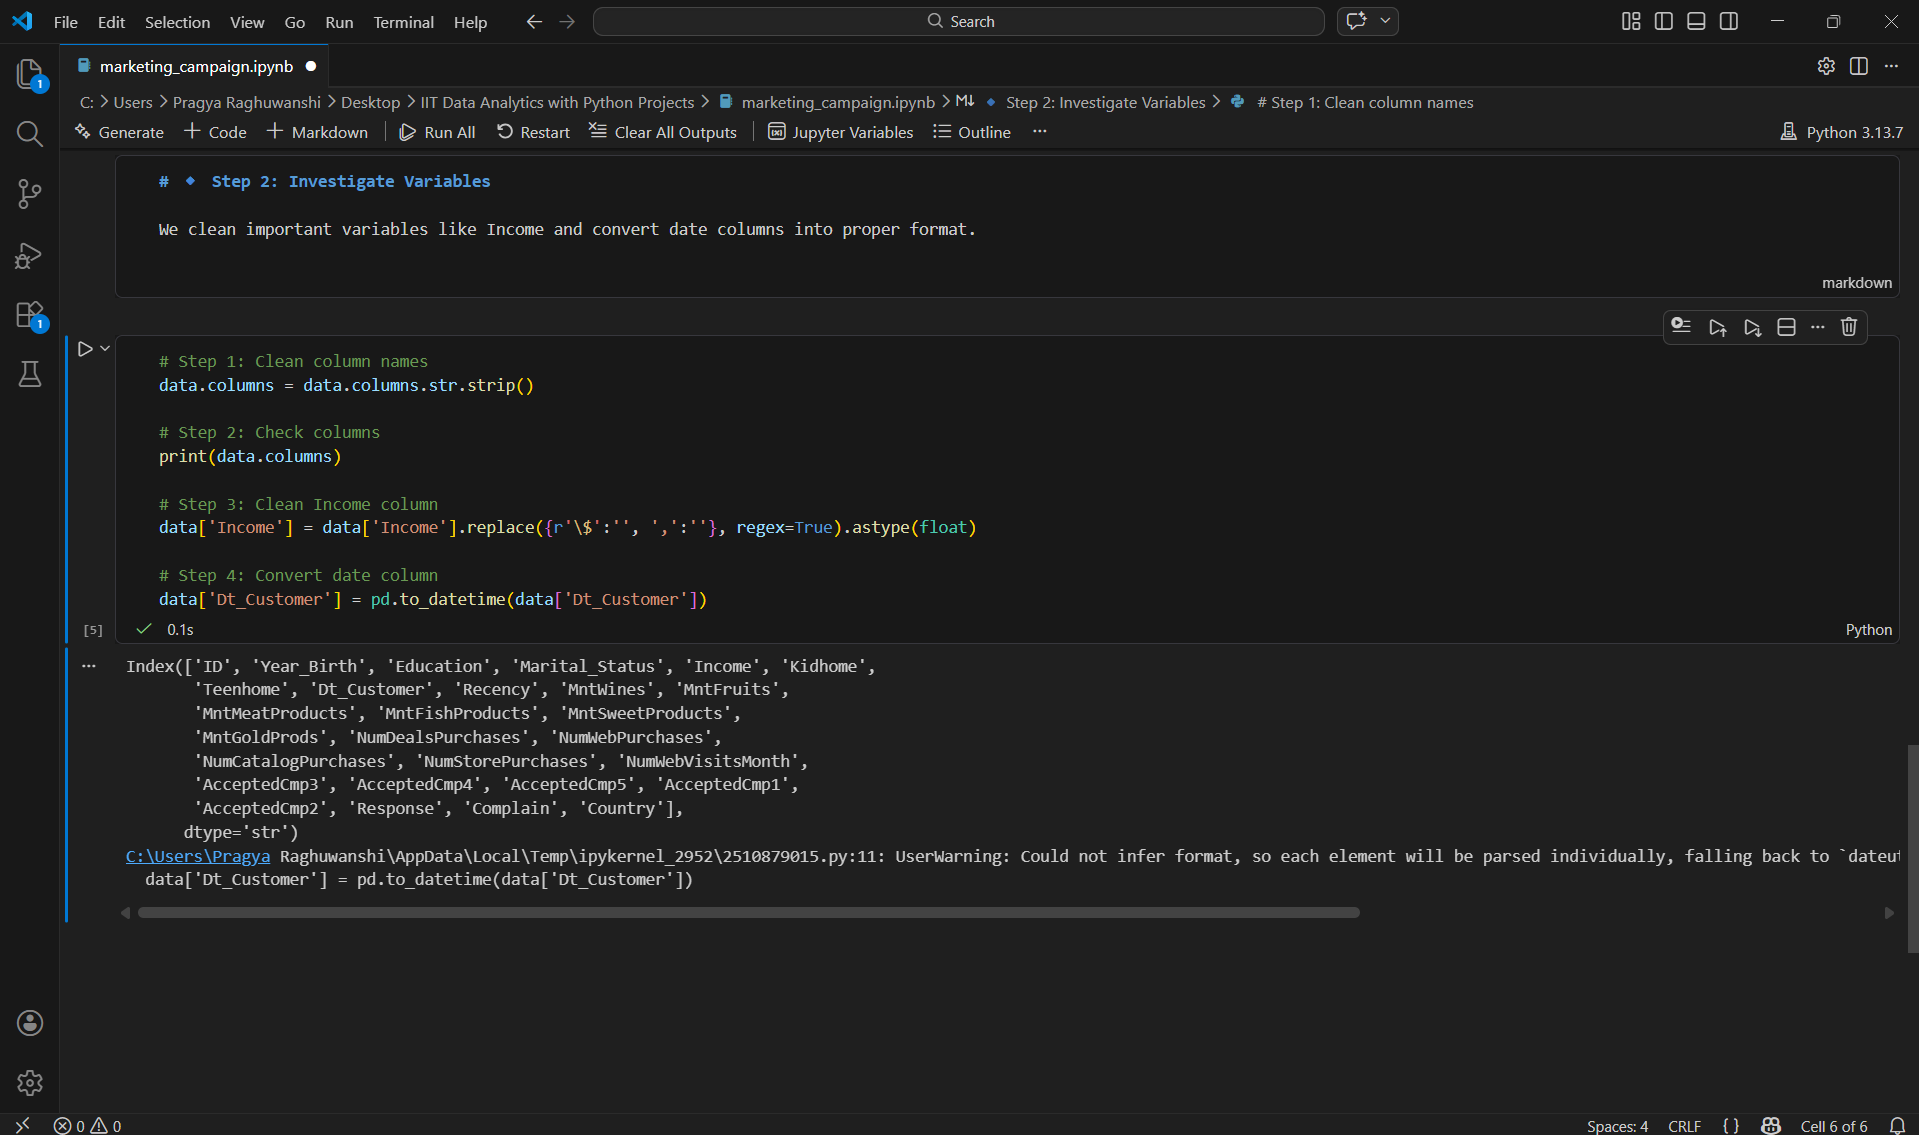 File Edit Selection View Go Run Terminal Help Search
1
marketing_campaign.ipynb
C: > Users > Pragya Raghuwanshi > Desktop > IIT Data Analytics with Python Projects > marketing_campaign.ipynb > M↓ Step 2: Investigate Variables > # Step 1: Clean column names
Generate + Code + Markdown Run All Restart Clear All Outputs Jupyter Variables Outline ... Python 3.13.7
# 🔹 Step 2: Investigate Variables
We clean important variables like Income and convert date columns into proper format.
markdown
1
# Step 1: Clean column names
data.columns = data.columns.str.strip()
# Step 2: Check columns
print(data.columns)
# Step 3: Clean Income column
data['Income'] = data['Income'].replace({r'\$':'', ',':''}, regex=True).astype(float)
# Step 4: Convert date column
data['Dt_Customer'] = pd.to_datetime(data['Dt_Customer'])
[5] ✓ 0.1s Python
... Index(['ID', 'Year_Birth', 'Education', 'Marital_Status', 'Income', 'Kidhome',
'Teenhome', 'Dt_Customer', 'Recency', 'MntWines', 'MntFruits',
'MntMeatProducts', 'MntFishProducts', 'MntSweetProducts',
'MntGoldProds', 'NumDealsPurchases', 'NumWebPurchases',
'NumCatalogPurchases', 'NumStorePurchases', 'NumWebVisitsMonth',
'AcceptedCmp3', 'AcceptedCmp4', 'AcceptedCmp5', 'AcceptedCmp1',
'AcceptedCmp2', 'Response', 'Complain', 'Country'],
dtype='str')
C:\Users\Pragya Raghuwanshi\AppData\Local\Temp\ipykernel_2952\2510879015.py:11: UserWarning: Could not infer format, so each element will be parsed individually, falling back to `dateut
data['Dt_Customer'] = pd.to_datetime(data['Dt_Customer'])
0 0 Spaces: 4 CRLF { } Cell 6 of 6